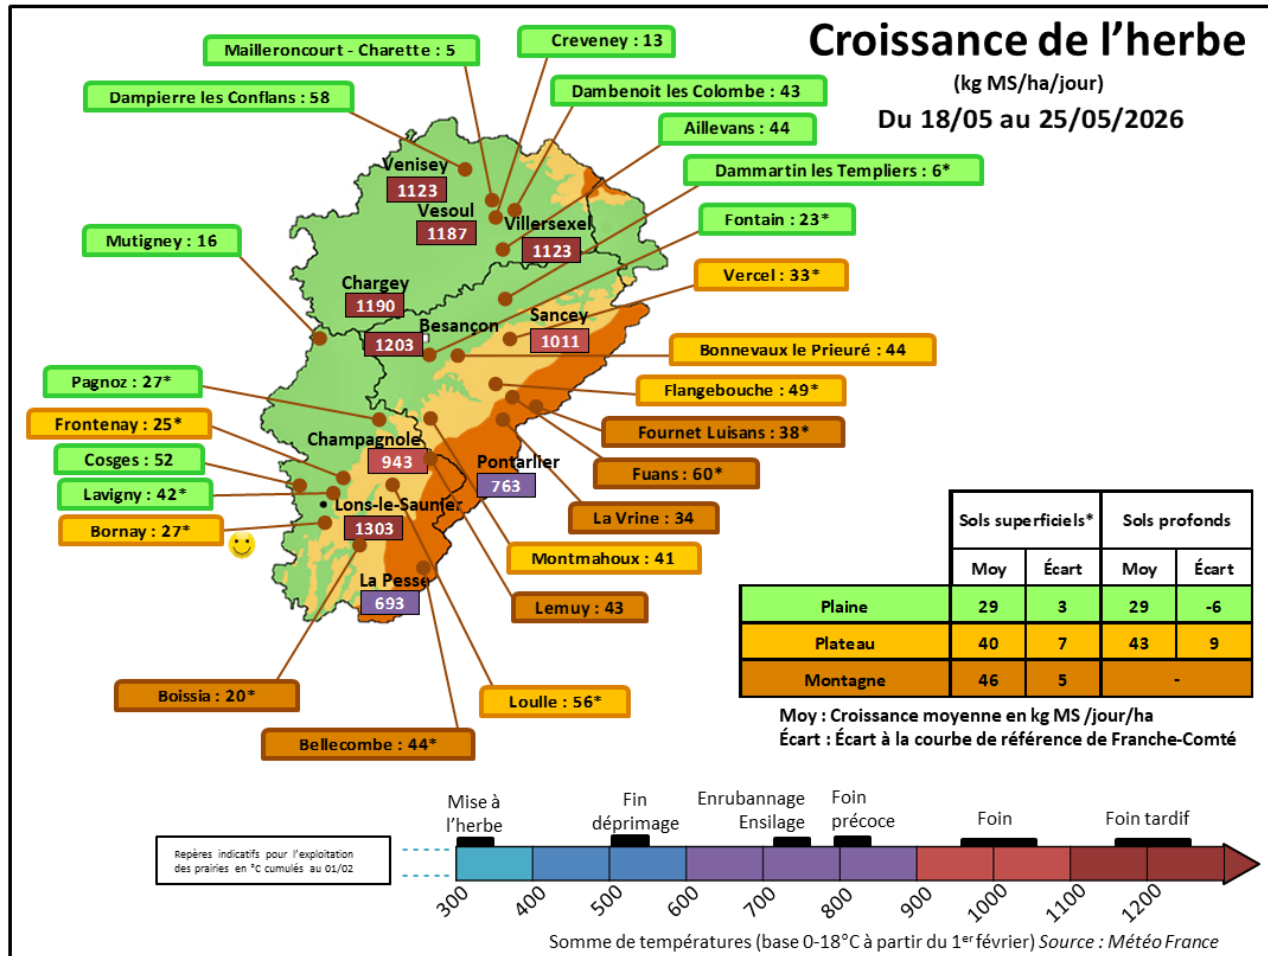 Croissance de l’herbe
(kg MS/ha/jour)
Du 18/05 au 25/05/2026
Mailleroncourt - Charette : 5
Creveney : 13
Dampierre les Conflans : 58
Dambenoit les Colombe : 43
Aillevans : 44
Dammartin les Templiers : 6*
Fontain : 23*
Mutigney : 16
Vercel : 33*
Bonnevaux le Prieuré : 44
Flangebouche : 49*
Pagnoz : 27*
Frontenay : 25*
Fournet Luisans : 38*
Cosges : 52
Fuans : 60*
Lavigny : 42*
La Vrine : 34
Bornay : 27*
Montmahoux : 41
Lemuy : 43
Boissia : 20*
Loulle : 56*
Bellecombe : 44*
Venisey
1123
Vesoul
1187
Villersexel
1123
Chargey
1190
Besançon
1203
Sancey
1011
Champagnole
943
Pontarlier
763
Lons-le-Saunier
1303
La Pesse
693
Sols superficiels* Sols profonds
Moy Écart Moy Écart
Plaine 29 3 29 -6
Plateau 40 7 43 9
Montagne 46 5 -
Moy : Croissance moyenne en kg MS /jour/ha
Écart : Écart à la courbe de référence de Franche-Comté
Mise à
l’herbe
Fin
déprimage
Enrubannage
Ensilage
Foin
précoce
Foin
Foin tardif
Repères indicatifs pour l’exploitation
des prairies en °C cumulés au 01/02
300 400 500 600 700 800 900 1000 1100 1200
Somme de températures (base 0-18°C à partir du 1er février) Source : Météo France